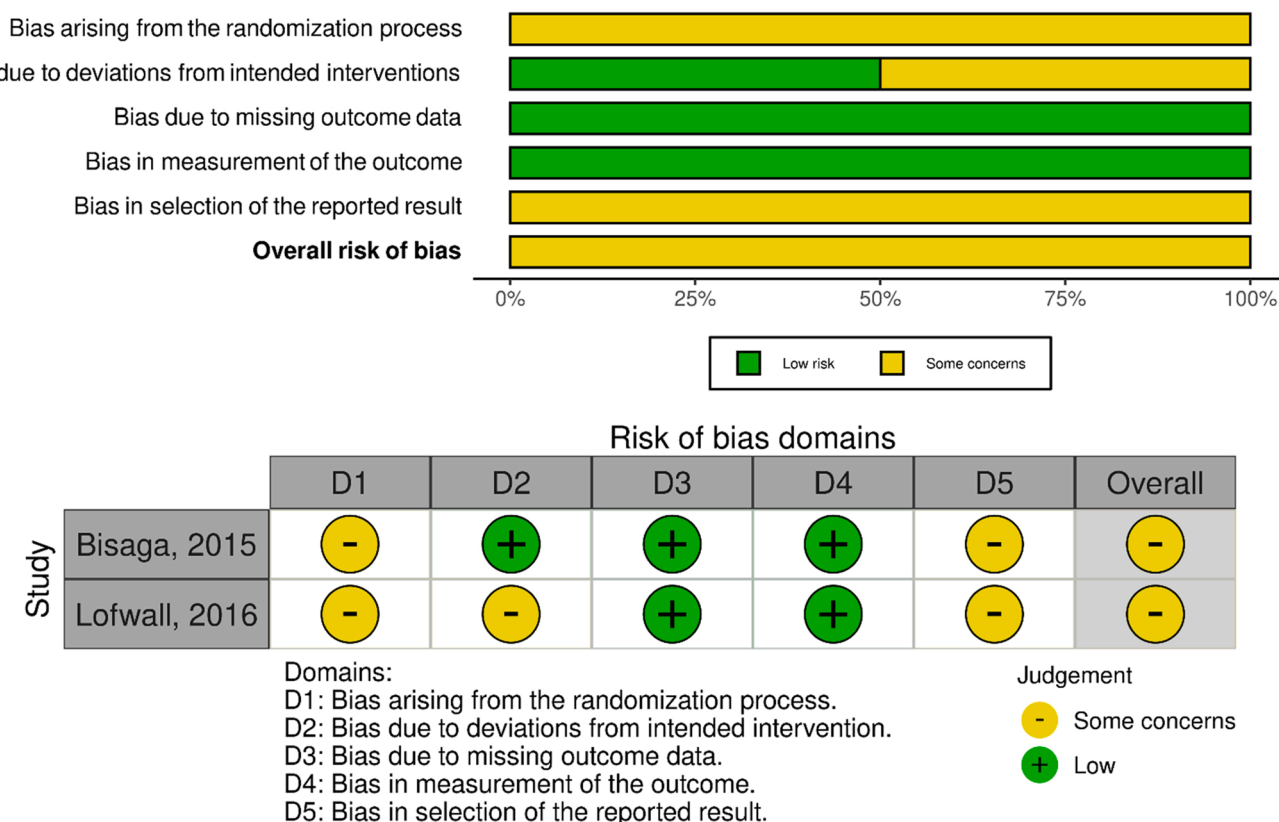 Bias arising from the randomization process
due to deviations from intended interventions
Bias due to missing outcome data
Bias in measurement of the outcome
Bias in selection of the reported result
Overall risk of bias
0% 25% 50% 75% 100%
Low risk Some concerns
Risk of bias domains
D1 D2 D3 D4 D5 Overall
Study
Bisaga, 2015 - + + + - -
Lofwall, 2016 - - + + - -
Domains:
D1: Bias arising from the randomization process.
D2: Bias due to deviations from intended intervention.
D3: Bias due to missing outcome data.
D4: Bias in measurement of the outcome.
D5: Bias in selection of the reported result.
Judgement
- Some concerns
+ Low